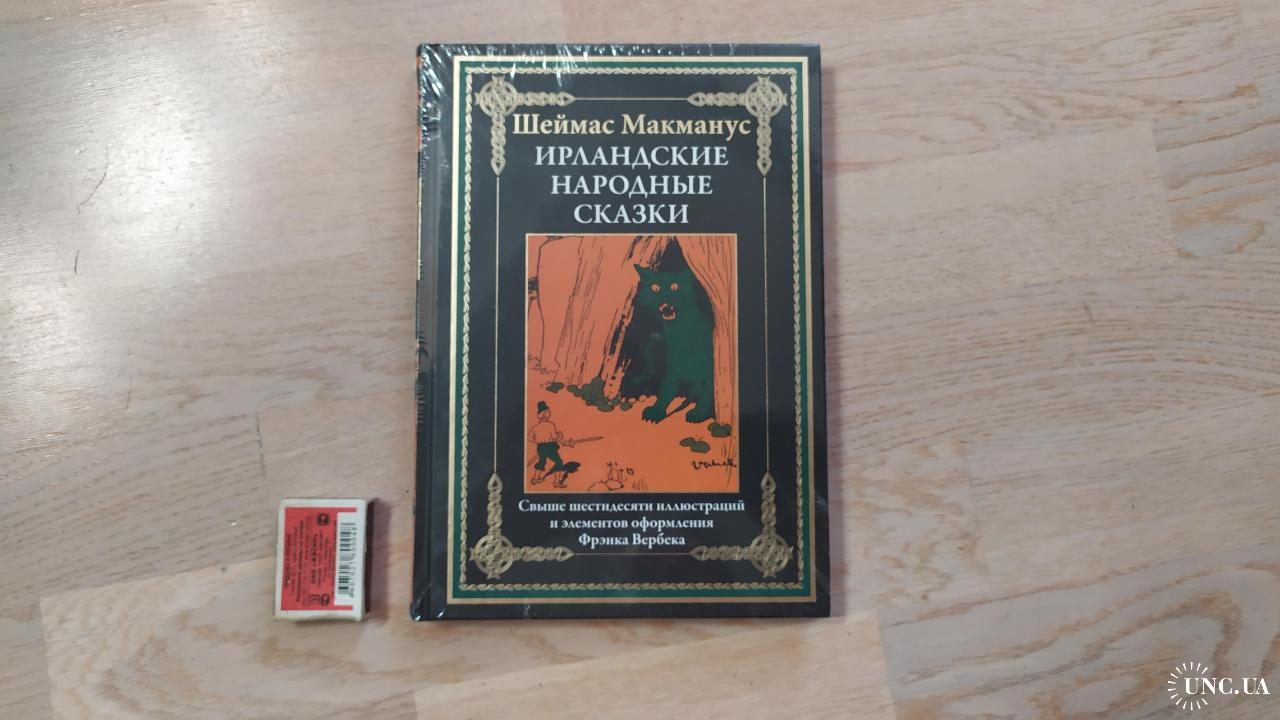 Шеймас Макманус
ИРЛАНДСКИЕ
НАРОДНЫЕ
СКАЗКИ
Свыше шестидесяти иллюстраций
и элементов оформления
Фрэнка Вербека
UNC.UA